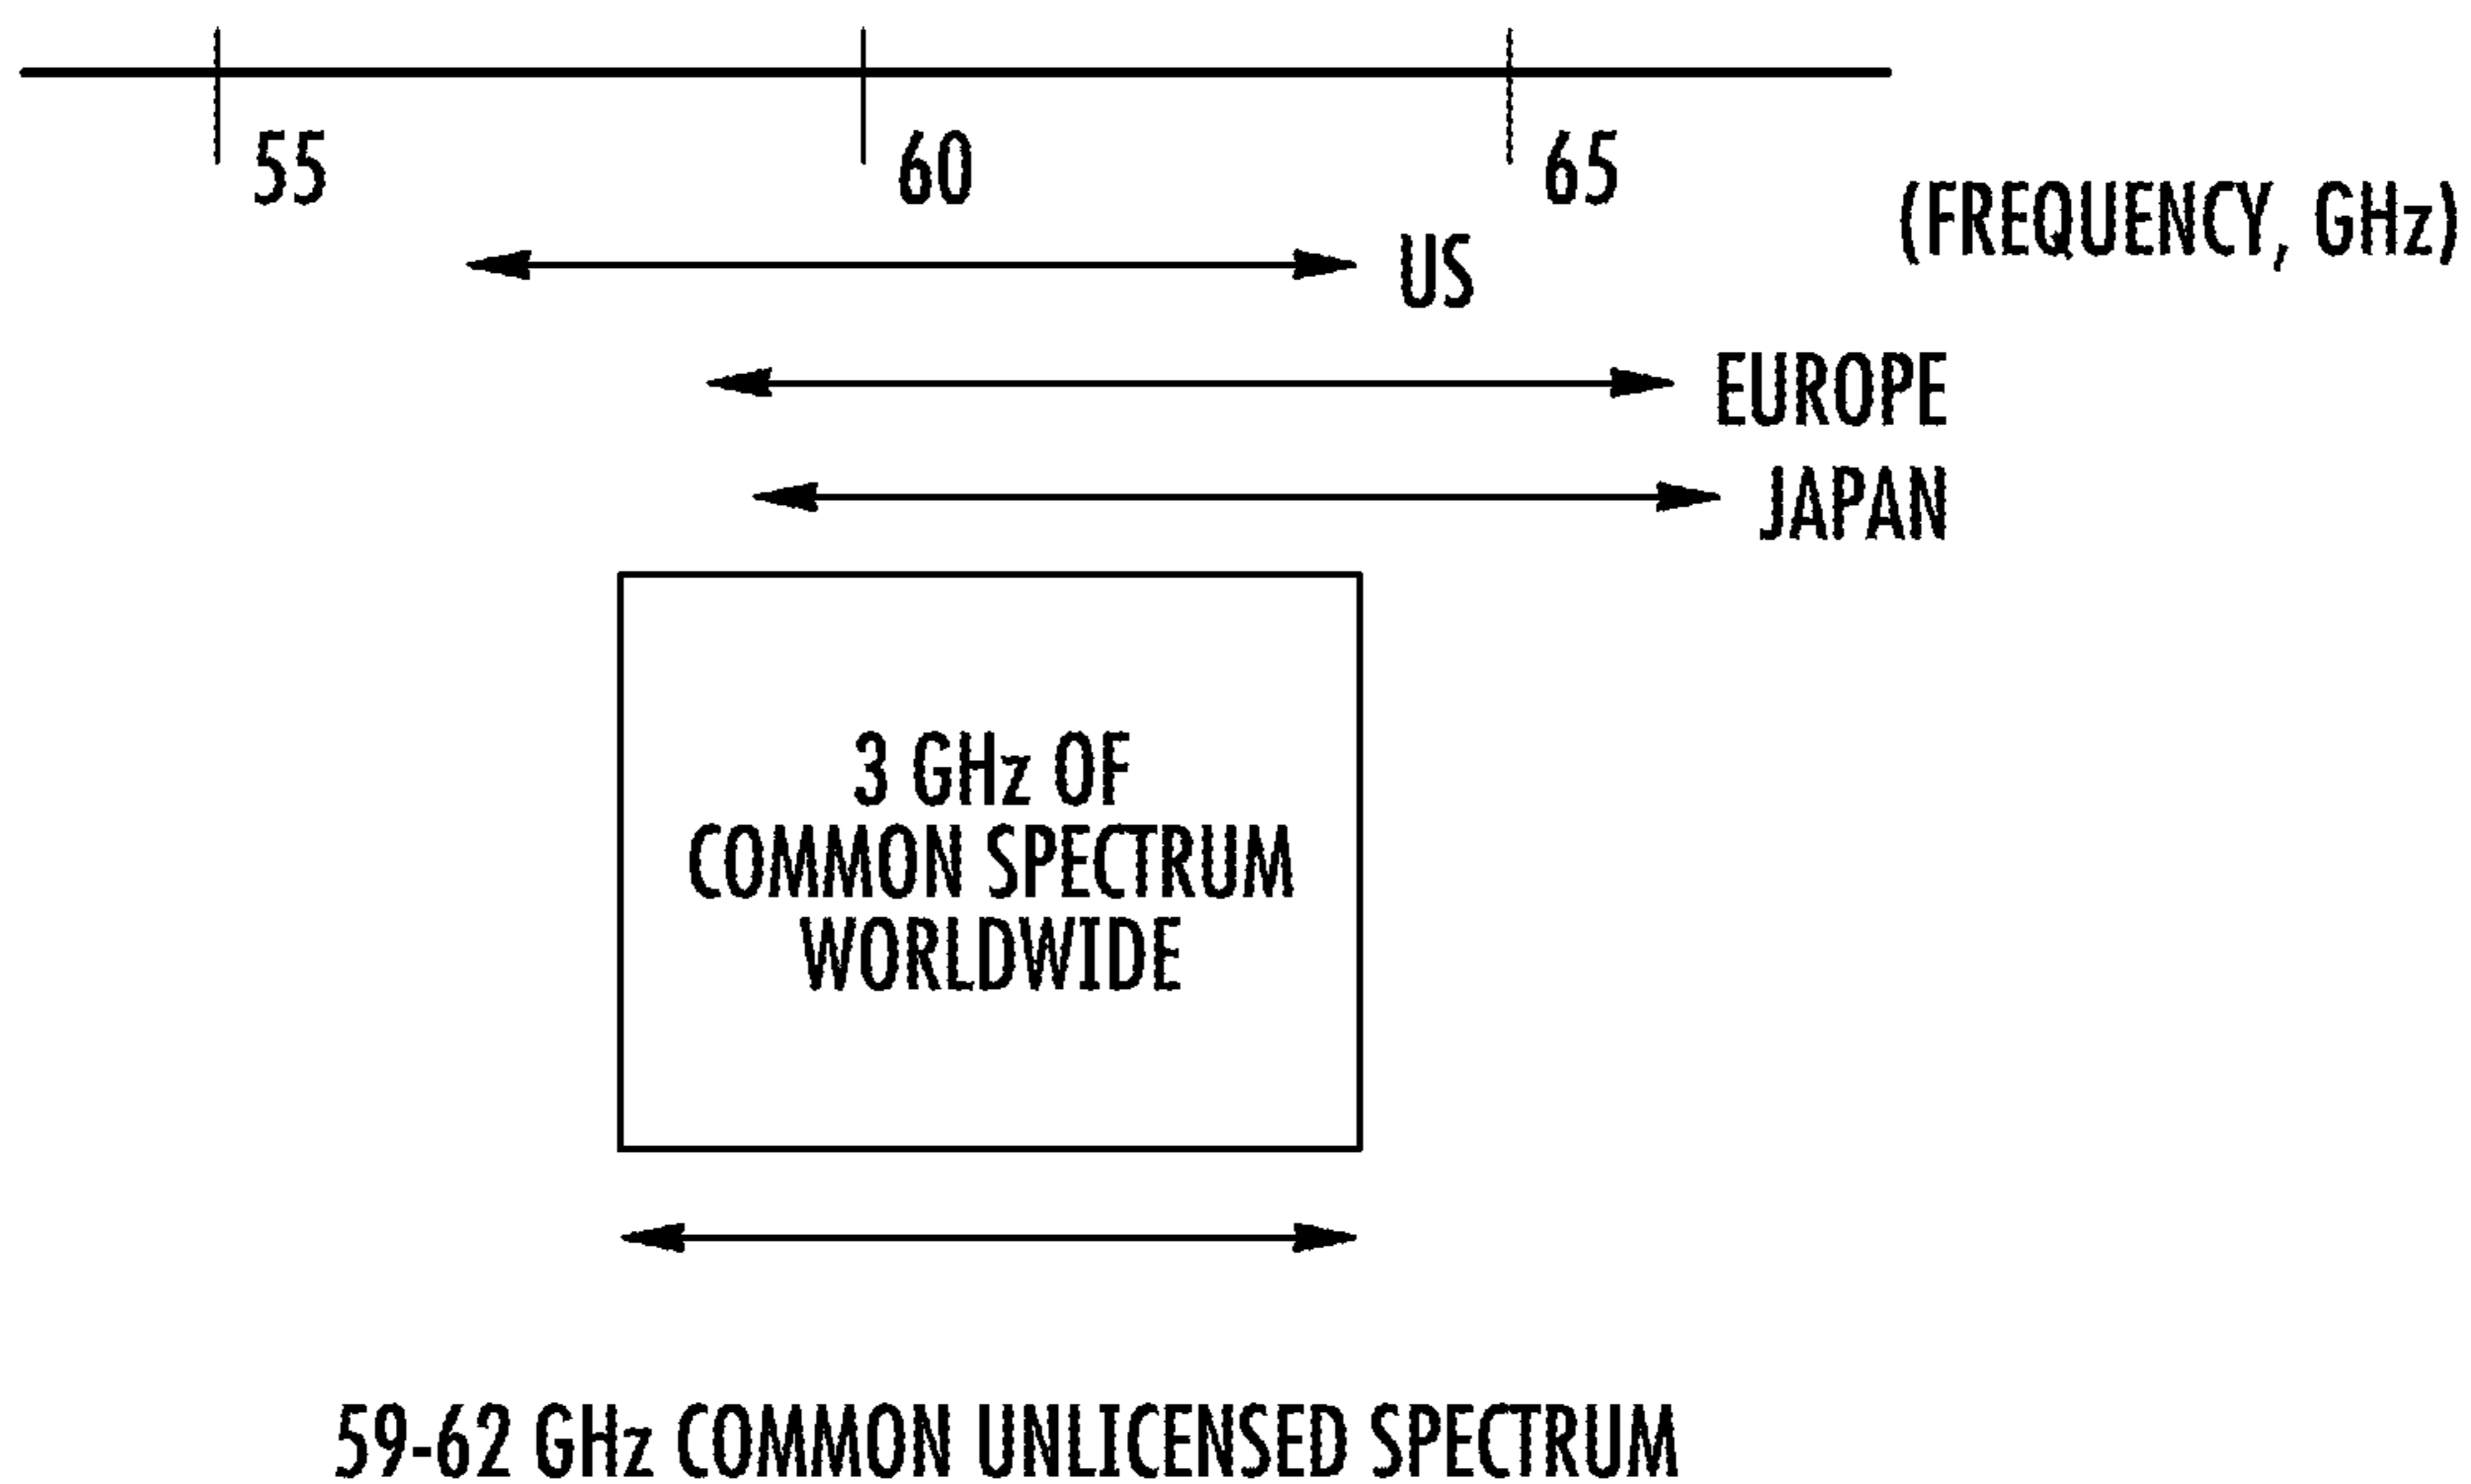 55
60
65
(FREQUENCY, GHz)
US
EUROPE
JAPAN
3 GHz OF
COMMON SPECTRUM
WORLDWIDE
59-62 GHz COMMON UNLICENSED SPECTRUM